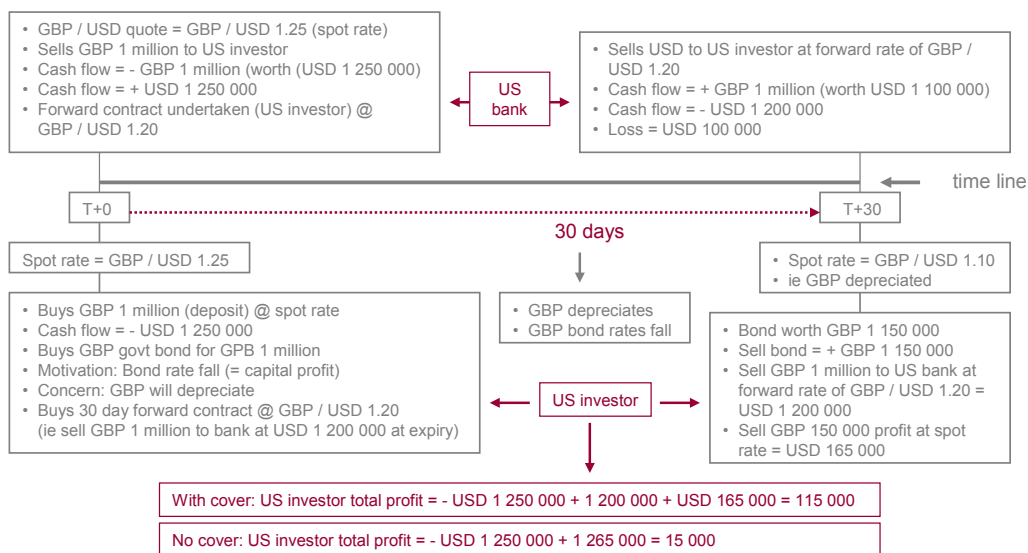 • GBP / USD quote = GBP / USD 1.25 (spot rate)
• Sells GBP 1 million to US investor
• Cash flow = - GBP 1 million (worth (USD 1 250 000)
• Cash flow = + USD 1 250 000
• Forward contract undertaken (US investor) @
GBP / USD 1.20
US
bank
• Sells USD to US investor at forward rate of GBP /
USD 1.20
• Cash flow = + GBP 1 million (worth USD 1 100 000)
• Cash flow = - USD 1 200 000
• Loss = USD 100 000
time line
T+0
T+30
30 days
Spot rate = GBP / USD 1.25
• Spot rate = GBP / USD 1.10
• ie GBP depreciated
• Buys GBP 1 million (deposit) @ spot rate
• Cash flow = - USD 1 250 000
• Buys GBP govt bond for GPB 1 million
• Motivation: Bond rate fall (= capital profit)
• Concern: GBP will depreciate
• Buys 30 day forward contract @ GBP / USD 1.20
(ie sell GBP 1 million to bank at USD 1 200 000 at expiry)
• GBP depreciates
• GBP bond rates fall
US investor
• Bond worth GBP 1 150 000
• Sell bond = + GBP 1 150 000
• Sell GBP 1 million to US bank at
forward rate of GBP / USD 1.20 =
USD 1 200 000
• Sell GBP 150 000 profit at spot
rate = USD 165 000
With cover: US investor total profit = - USD 1 250 000 + 1 200 000 + USD 165 000 = 115 000
No cover: US investor total profit = - USD 1 250 000 + 1 265 000 = 15 000